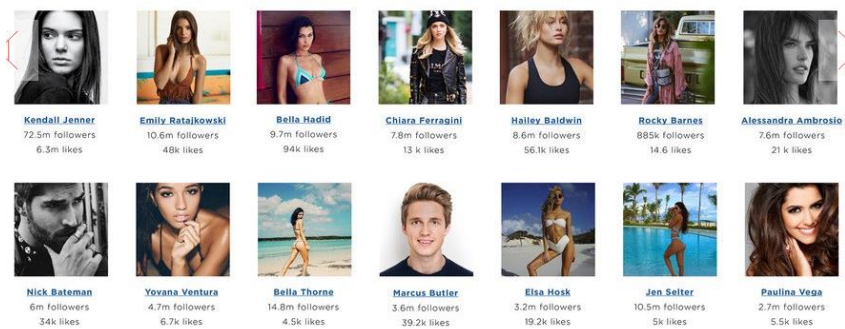 Kendall Jenner
72.5m followers
6.3m likes
Emily Ratajkowski
10.6m followers
48k likes
Bella Hadid
9.7m followers
94k likes
Chiara Ferragini
7.8m followers
13 k likes
Hailey Baldwin
8.6m followers
56.1k likes
Rocky Barnes
885k followers
14.6 likes
Alessandra Ambrosio
7.6m followers
21 k likes
Nick Bateman
6m followers
34k likes
Yovana Ventura
4.7m followers
6.7k likes
Bella Thorne
14.8m followers
4.5k likes
Marcus Butler
3.6m followers
39.2k likes
Elsa Hosk
3.2m followers
19.2k likes
Jen Selter
10.5m followers
5k likes
Paulina Vega
2.7m followers
5.5k likes